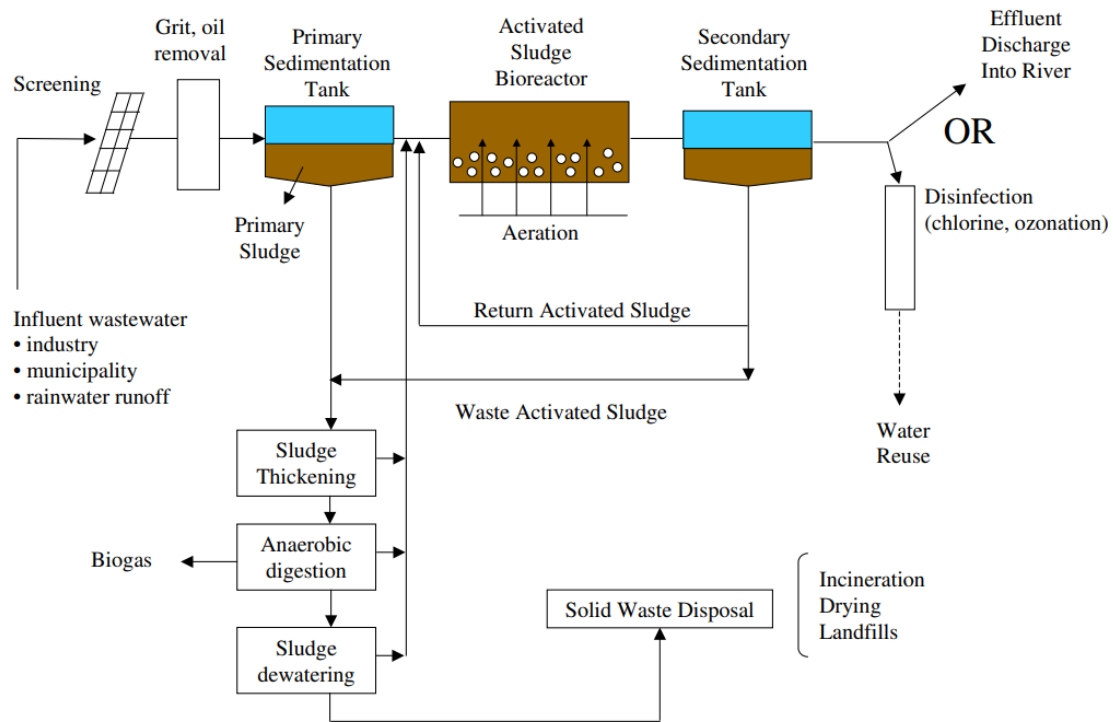 Grit, oil
removal
Screening
Primary
Sedimentation
Tank
Activated
Sludge
Bioreactor
Secondary
Sedimentation
Tank
Effluent
Discharge
Into River
OR
Disinfection
(chlorine, ozonation)
Primary
Sludge
Aeration
Influent wastewater
• industry
• municipality
• rainwater runoff
Return Activated Sludge
Waste Activated Sludge
Water
Reuse
Sludge
Thickening
Biogas
Anaerobic
digestion
Sludge
dewatering
Solid Waste Disposal
Incineration
Drying
Landfills